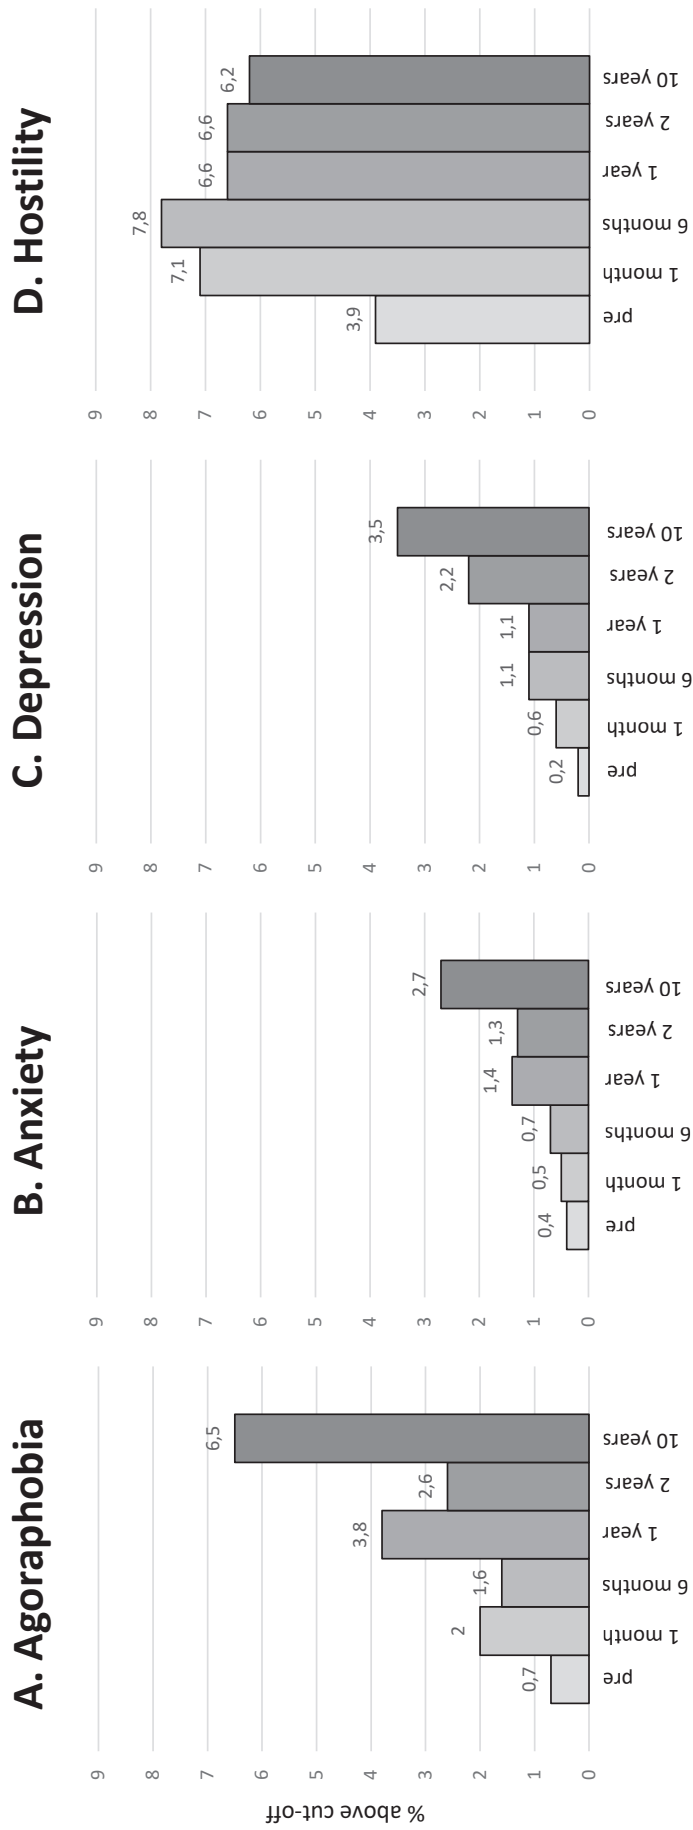 A. Agoraphobia
% above cut-off
9
8
7
6
5
4
3
2
1
0
0,7
2
1,6
3,8
2,6
6,5
pre
1 month
6 months
1 year
2 years
10 years
B. Anxiety
9
8
7
6
5
4
3
2
1
0
0,4
0,5
0,7
1,4
1,3
2,7
pre
1 month
6 months
1 year
2 years
10 years
C. Depression
9
8
7
6
5
4
3
2
1
0
0,2
0,6
1,1
1,1
2,2
3,5
pre
1 month
6 months
1 year
2 years
10 years
D. Hostility
9
8
7
6
5
4
3
2
1
0
3,9
7,1
7,8
6,6
6,6
6,2
pre
1 month
6 months
1 year
2 years
10 years